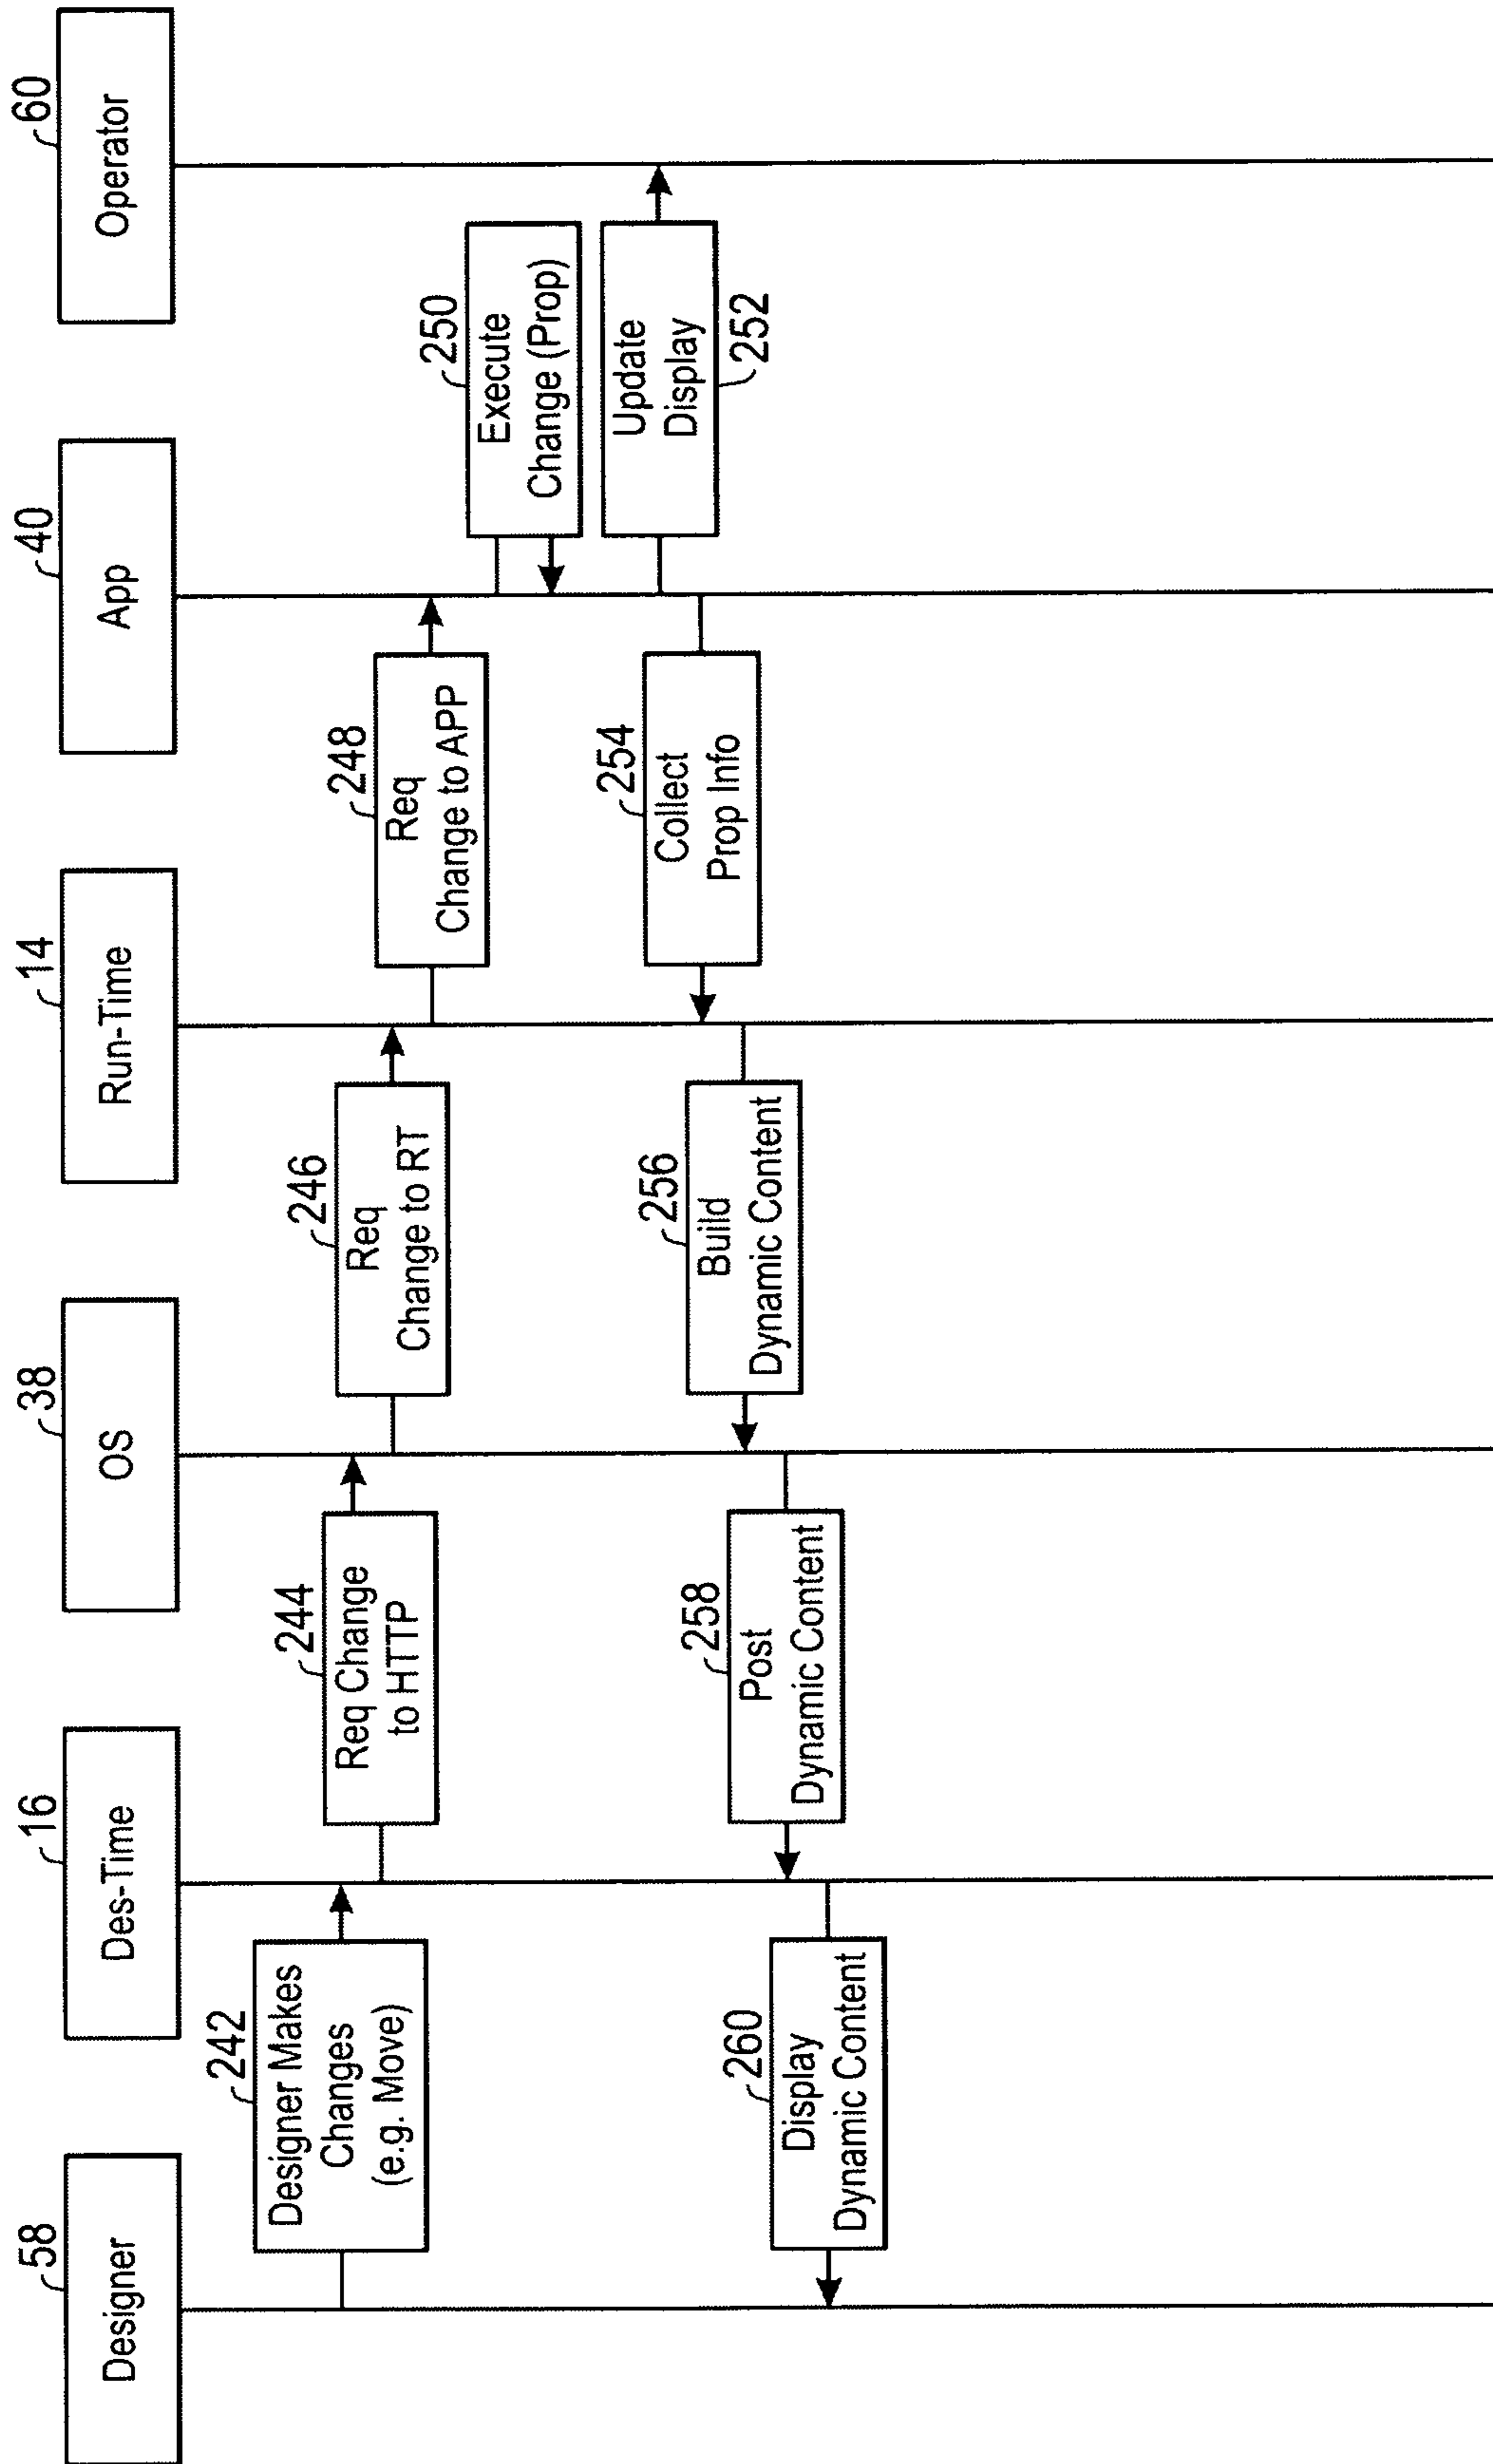 58
Designer
16
Des-Time
38
OS
14
Run-Time
40
App
60
Operator
242
Designer Makes
Changes
(e.g. Move)
244
Req Change
to HTTP
246
Req
Change to RT
248
Req
Change to APP
250
Execute
Change (Prop)
Update
Display
252
254
Collect
Prop Info
256
Build
Dynamic Content
258
Post
Dynamic Content
260
Display
Dynamic Content